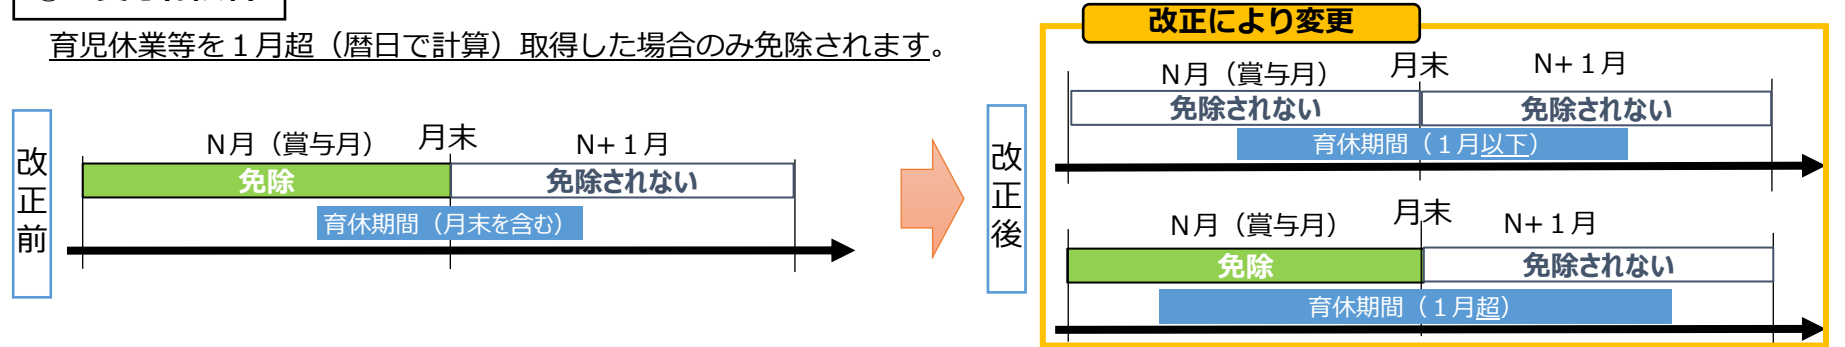 育児休業等を１月超（暦日で計算）取得した場合のみ免除されます。
改正前
N月（賞与月）
月末
N+１月
免除
免除されない
育休期間（月末を含む）
改正後
改正により変更
N月（賞与月）
月末
N+１月
免除されない
免除されない
育休期間（１月以下）
N月（賞与月）
月末
N+１月
免除
免除されない
育休期間（１月超）